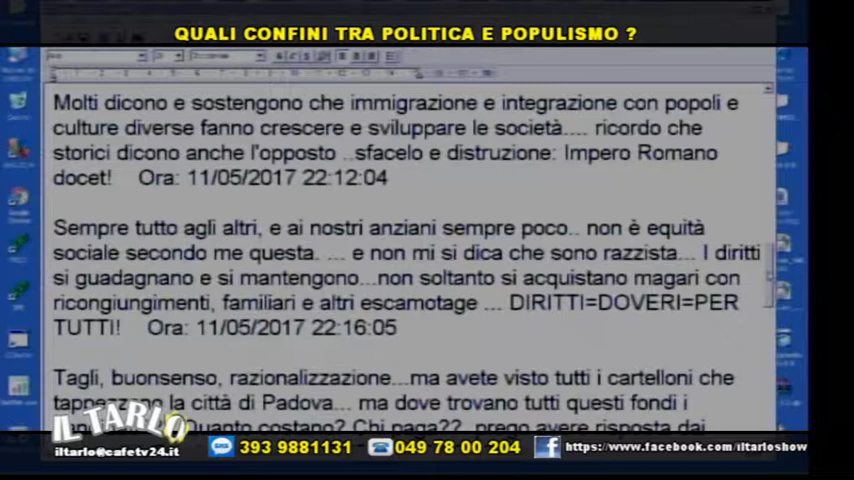 QUALI CONFINI TRA POLITICA E POPULISMO ?
Molti dicono e sostengono che immigrazione e integrazione con popoli e
culture diverse fanno crescere e sviluppare le società.... ricordo che
storici dicono anche l'opposto ..sfacelo e distruzione: Impero Romano
docet! Ora: 11/05/2017 22:12:04
Sempre tutto agli altri, e ai nostri anziani sempre poco.. non è equità
sociale secondo me questa. ... e non mi si dica che sono razzista... I diritti
si guadagnano e si mantengono...non soltanto si acquistano magari con
ricongiungimenti, familiari e altri escamotage ... DIRITTI=DOVERI=PER
TUTTI! Ora: 11/05/2017 22:16:05
Tagli, buonsenso, razionalizzazione...ma avete visto tutti i cartelloni che
tappezzano la città di Padova... ma dove trovano tutti questi fondi i
Quanto costano? Chi paga??. prego avere risposta dai
IL TARLO
iltarlo@cafetv24.it
SMS 393 9881131
049 78 00 204
https://www.facebook.com/iltarloshow